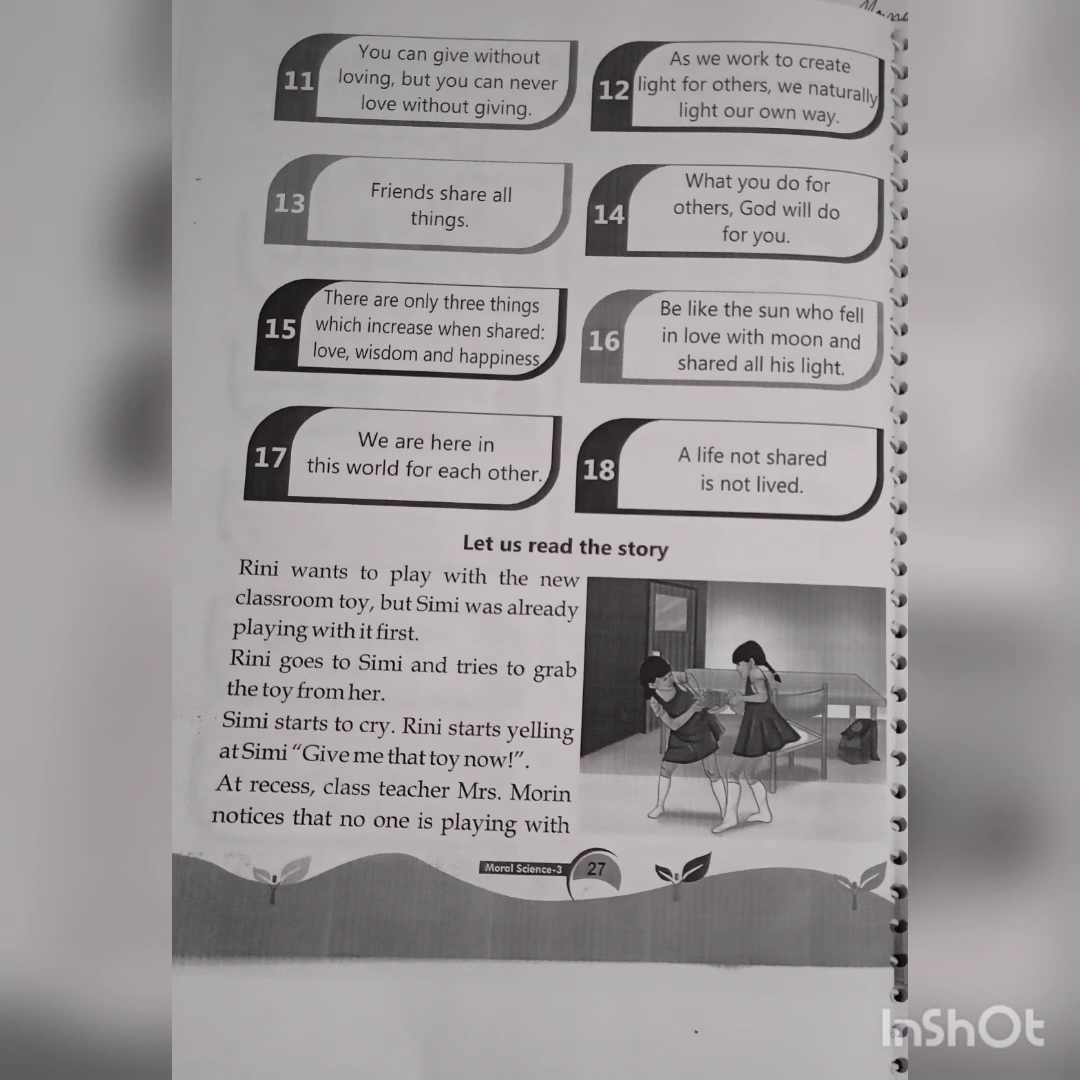 11
You can give without
loving, but you can never
love without giving.
12
As we work to create
light for others, we naturally
light our own way.
13
Friends share all
things.
14
What you do for
others, God will do
for you.
15
There are only three things
which increase when shared:
love, wisdom and happiness
16
Be like the sun who fell
in love with moon and
shared all his light.
17
We are here in
this world for each other.
18
A life not shared
is not lived.
Let us read the story
Rini wants to play with the new
classroom toy, but Simi was already
playing with it first.
Rini goes to Simi and tries to grab
the toy from her.
Simi starts to cry. Rini starts yelling
at Simi “Give me that toy now!”.
At recess, class teacher Mrs. Morin
notices that no one is playing with
Moral Science-3
27
InShOt